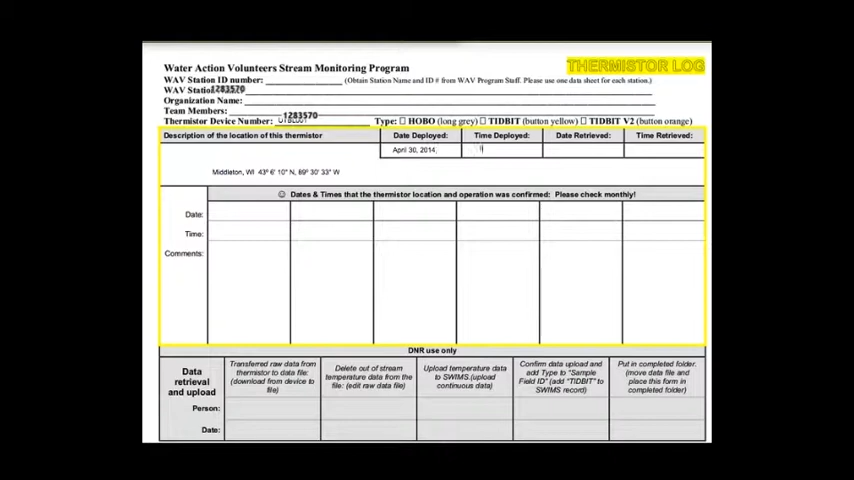 THERMISTOR LOG
Water Action Volunteers Stream Monitoring Program
WAV Station ID number: (Obtain Station Name and ID # from WAV Program Staff. Please use one data sheet for each station.)
WAV Station 1283570
Organization Name:
Team Members:
1283570
Thermistor Device Number: Type: ☐ HOBO (long grey) ☐ TIDBIT (button yellow) ☐ TIDBIT V2 (button orange)
Description of the location of this thermistor Date Deployed: Time Deployed: Date Retrieved: Time Retrieved:
April 30, 2014,
Middleton, WI 43º 6' 10" N, 89º 30' 33" W
☺ Dates & Times that the thermistor location and operation was confirmed: Please check monthly!
Date:
Time:
Comments:
DNR use only
Data retrieval and upload
Transferred raw data from thermistor to data file: (download from device to file)
Delete out of stream temperature data from the file: (edit raw data file)
Upload temperature data to SWIMS.(upload continuous data)
Confirm data upload and add Type to "Sample Field ID" (add "TIDBIT" to SWIMS record)
Put in completed folder. (move data file and place this form in completed folder)
Person:
Date: